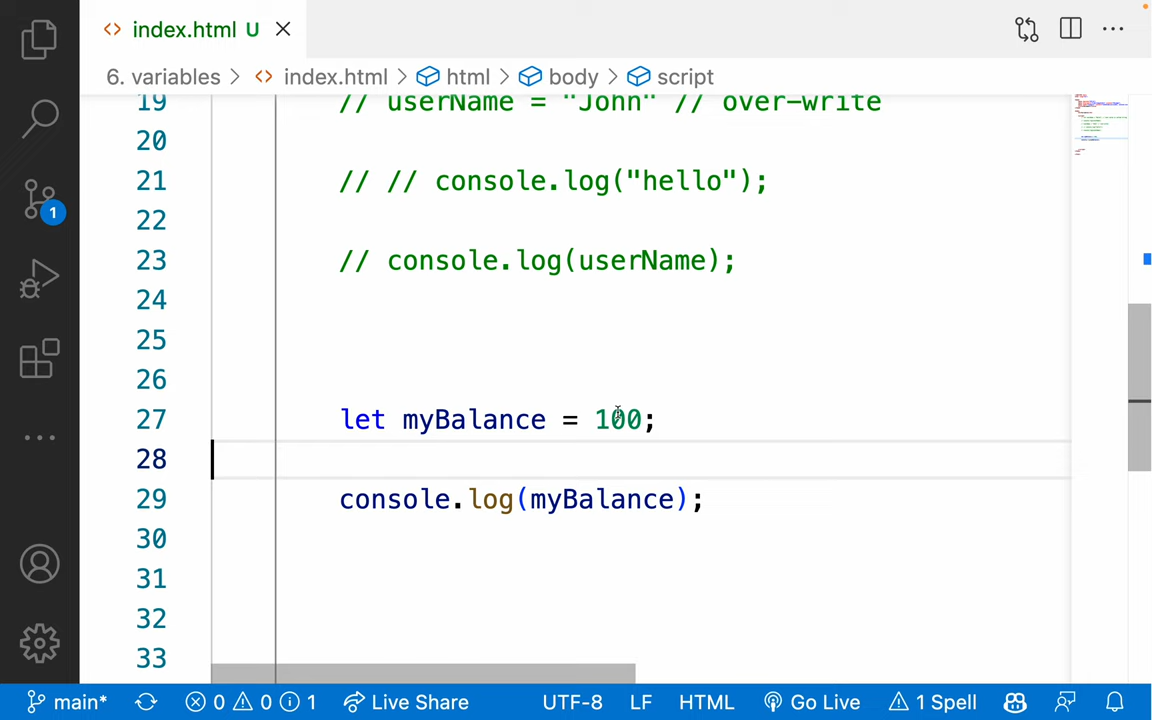 index.html U
6. variables > index.html > html > body > script
19 // userName = "John" // over-write
20
21 // // console.log("hello");
22
23 // console.log(userName);
24
25
26
27 let myBalance = 100;
28
29 console.log(myBalance);
30
31
32
33
1
main* 0 0 1 Live Share UTF-8 LF HTML Go Live 1 Spell